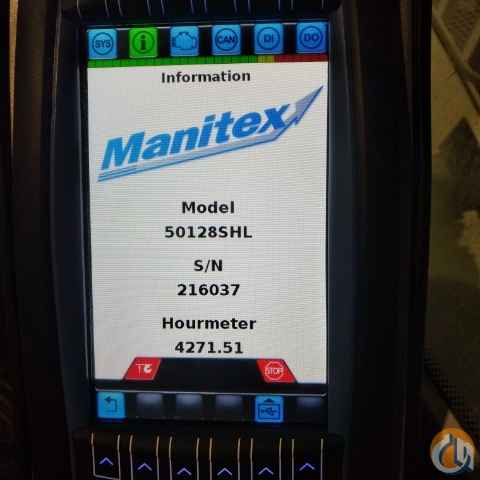 SYS i CAN DI DO
Information
Manitex
Model
50128SHL
S/N
216037
Hourmeter
4271.51
STOP